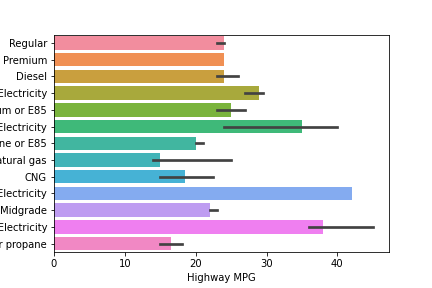 Regular
Premium
Diesel
Electricity
um or E85
Electricity
ne or E85
atural gas
CNG
Electricity
Midgrade
Electricity
r propane
0 10 20 30 40
Highway MPG